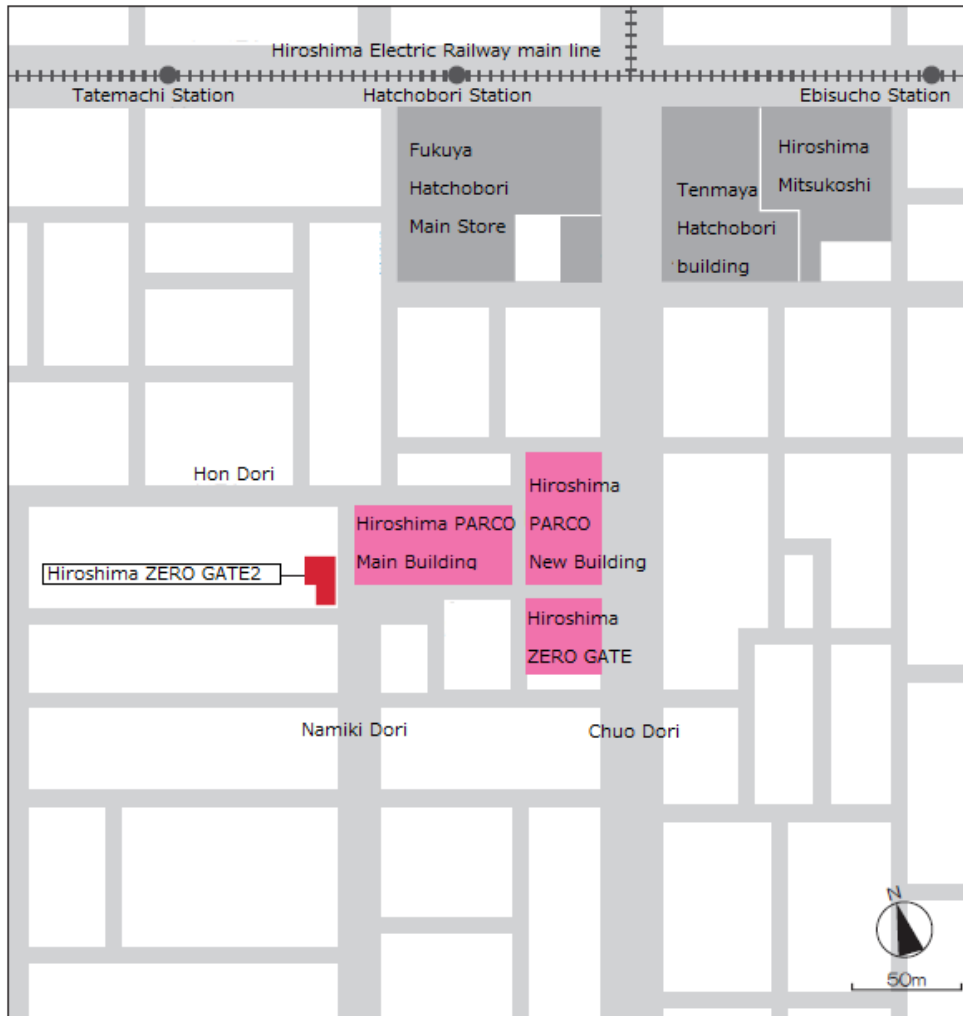 Hiroshima Electric Railway main line
Tatemachi Station
Hatchobori Station
Ebisucho Station
Fukuya
Hatchobori
Main Store
Tenmaya
Hatchobori
building
Hiroshima
Mitsukoshi
Hon Dori
Hiroshima PARCO
Main Building
Hiroshima
PARCO
New Building
Hiroshima ZERO GATE2
Hiroshima
ZERO GATE
Namiki Dori
Chuo Dori
N
50m